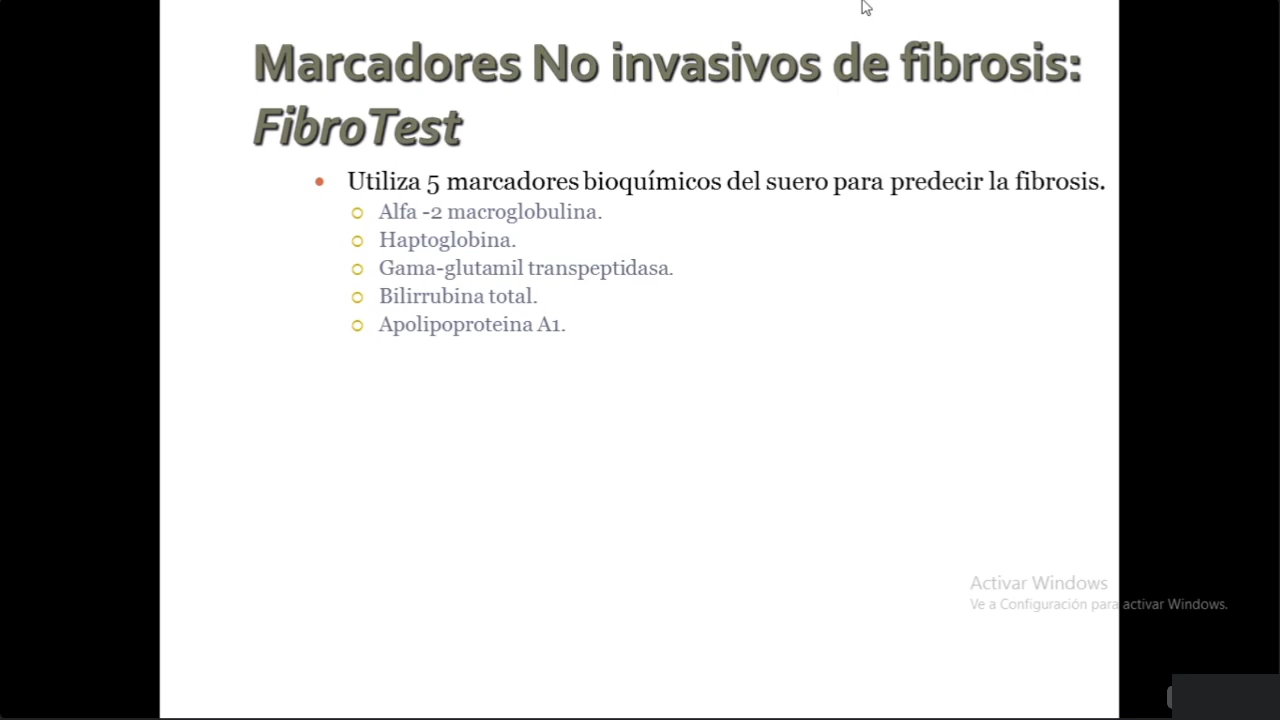 Marcadores No invasivos de fibrosis:
FibroTest
Utiliza 5 marcadores bioquímicos del suero para predecir la fibrosis.
Alfa -2 macroglobulina.
Haptoglobina.
Gama-glutamil transpeptidasa.
Bilirrubina total.
Apolipoproteina A1.
Activar Windows
Ve a Configuración para activar Windows.